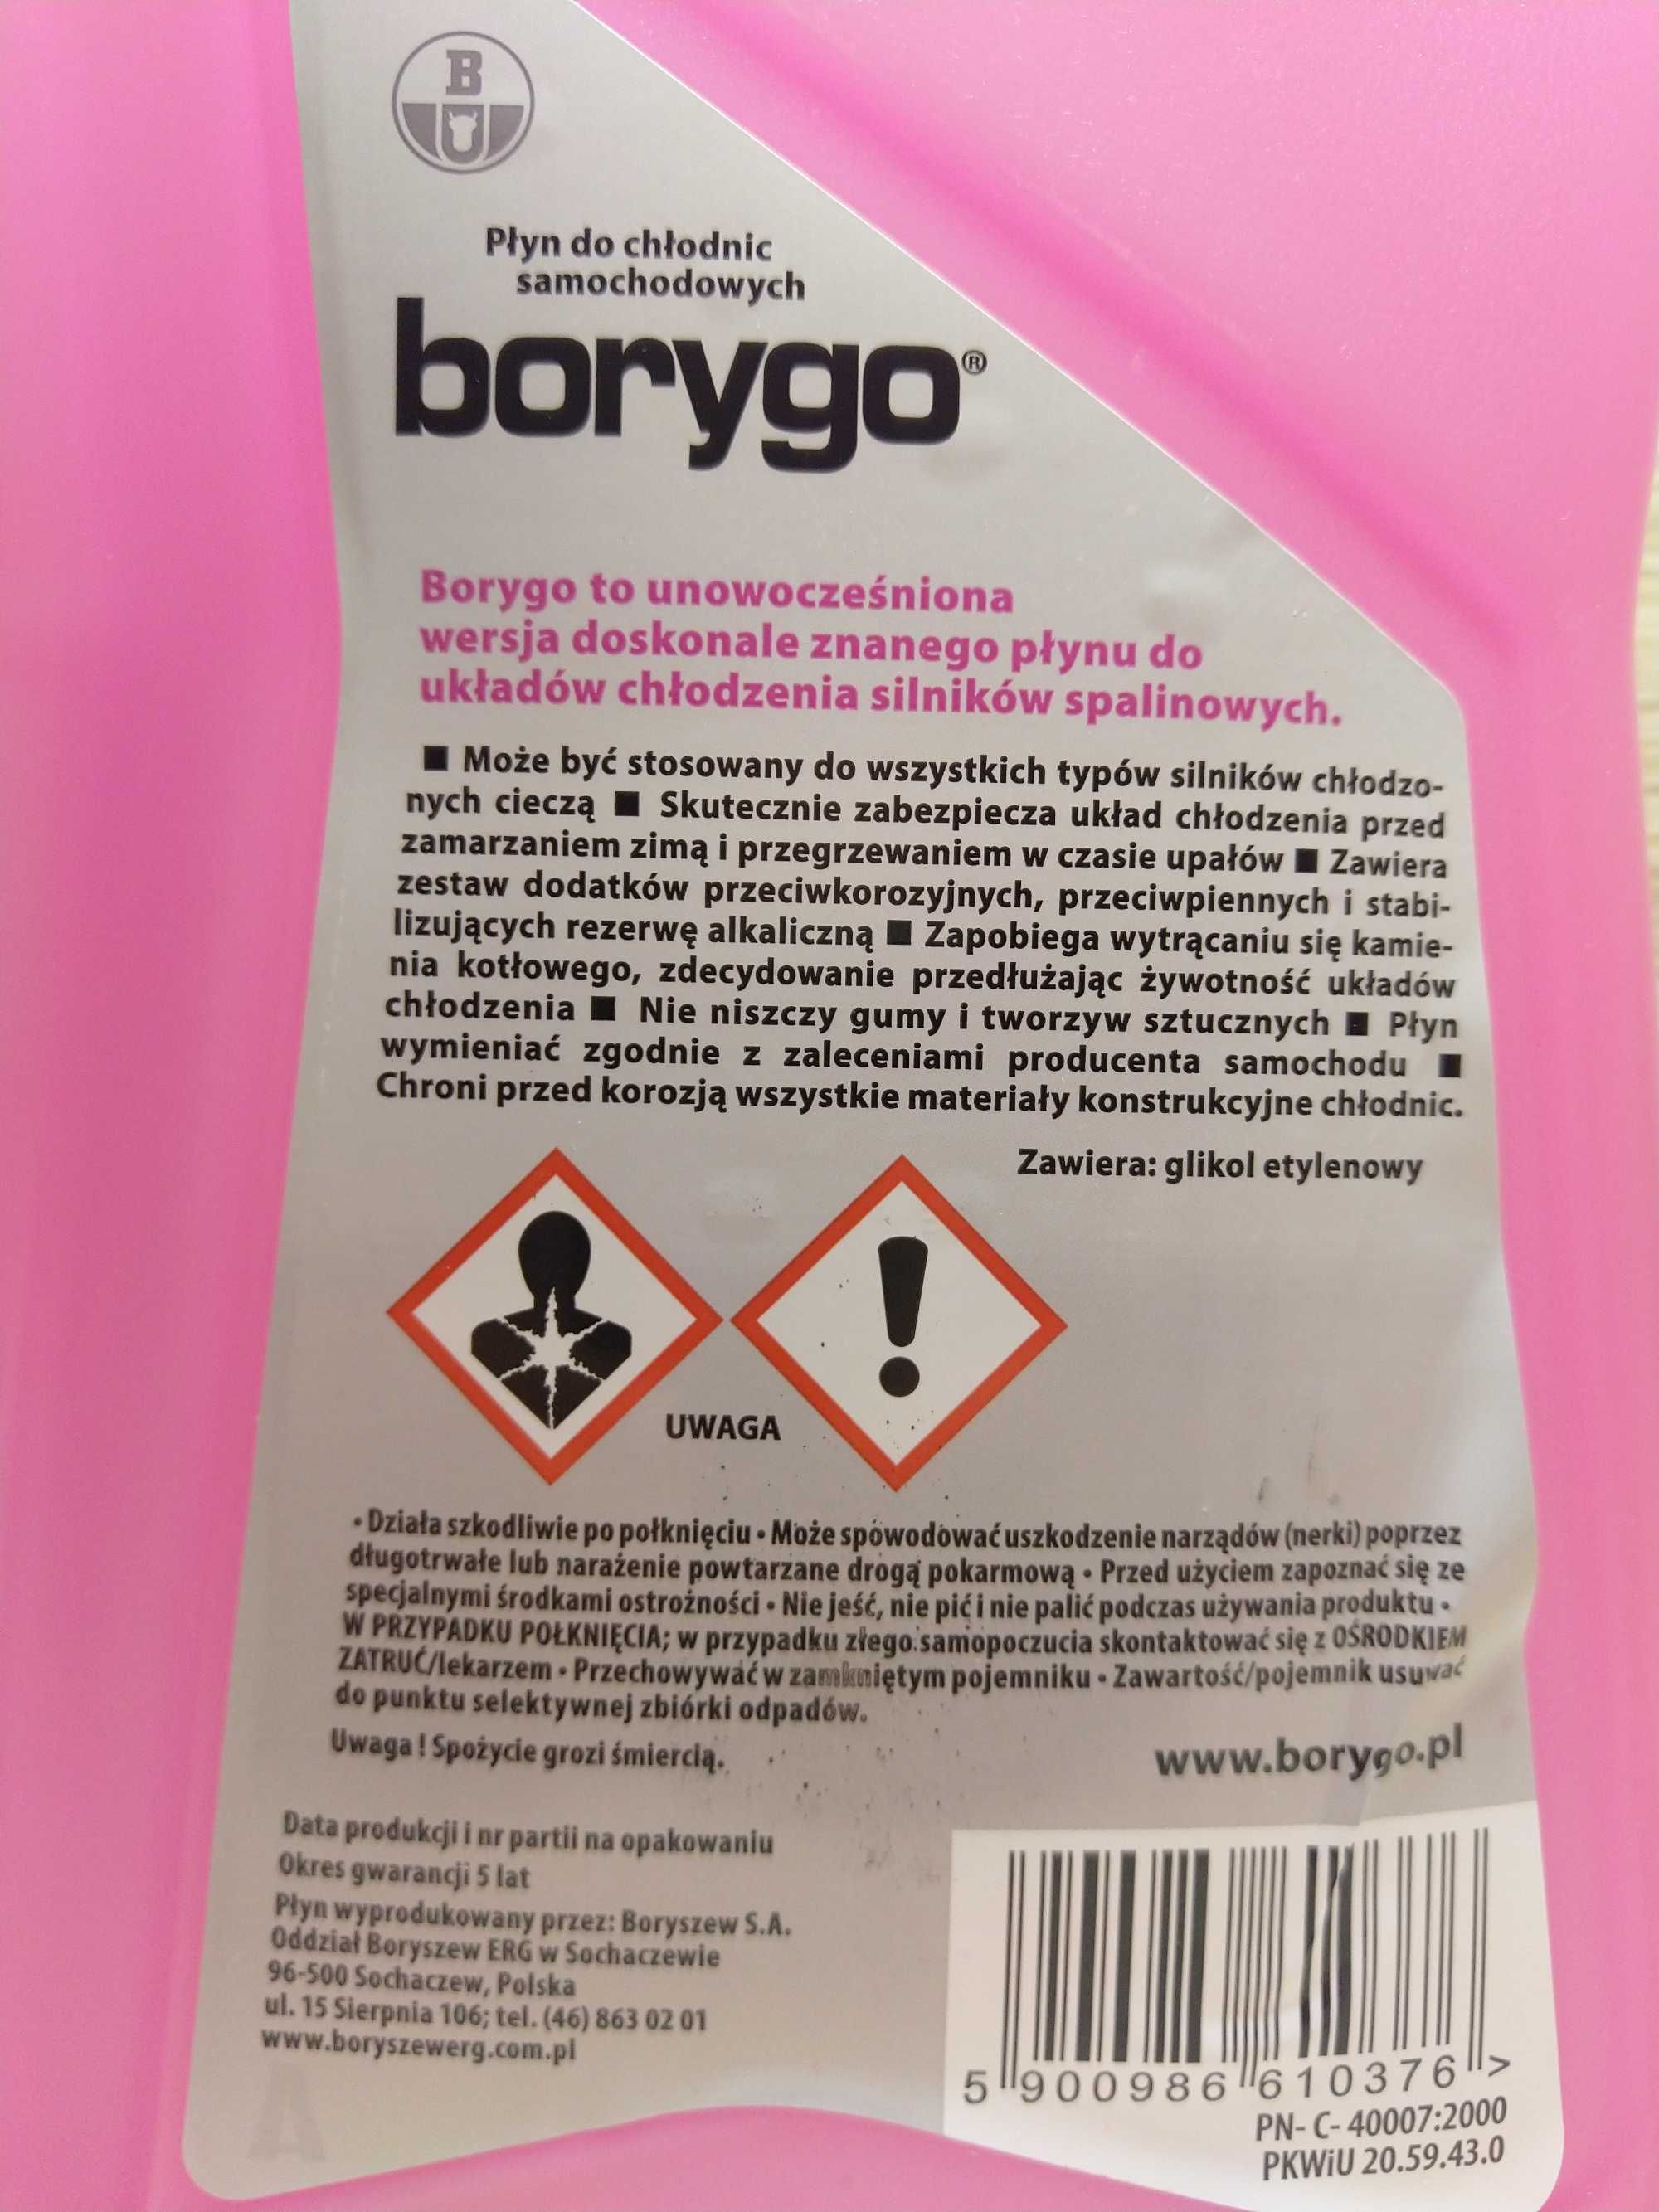 B
U
Płyn do chłodnic
samochodowych
borygo®
Borygo to unowocześniona
wersja doskonale znanego płynu do
układów chłodzenia silników spalinowych.
■ Może być stosowany do wszystkich typów silników chłodzo-
nych cieczą ■ Skutecznie zabezpiecza układ chłodzenia przed
zamarzaniem zimą i przegrzewaniem w czasie upałów ■ Zawiera
zestaw dodatków przeciwkorozyjnych, przeciwpiennych i stabi-
lizujących rezerwę alkaliczną ■ Zapobiega wytrącaniu się kamie-
nia kotłowego, zdecydowanie przedłużając żywotność układów
chłodzenia ■ Nie niszczy gumy i tworzyw sztucznych ■ Płyn
wymieniać zgodnie z zaleceniami producenta samochodu ■
Chroni przed korozją wszystkie materiały konstrukcyjne chłodnic.
Zawiera: glikol etylenowy
UWAGA
• Działa szkodliwie po połknięciu • Może spowodować uszkodzenie narządów (nerki) poprzez
długotrwałe lub narażenie powtarzane drogą pokarmową • Przed użyciem zapoznać się ze
specjalnymi środkami ostrożności • Nie jeść, nie pić i nie palić podczas używania produktu •
W PRZYPADKU POŁKNIĘCIA; w przypadku złego samopoczucia skontaktować się z OŚRODKIEM
ZATRUĆ/lekarzem • Przechowywać w zamkniętym pojemniku • Zawartość/pojemnik usuwać
do punktu selektywnej zbiórki odpadów.
Uwaga ! Spożycie grozi śmiercią.
www.borygo.pl
Data produkcji i nr partii na opakowaniu
Okres gwarancji 5 lat
Płyn wyprodukowany przez: Boryszew S.A.
Oddział Boryszew ERG w Sochaczewie
96-500 Sochaczew, Polska
ul. 15 Sierpnia 106; tel. (46) 863 02 01
www.boryszewerg.com.pl
5 900986 610376 >
PN- C- 40007:2000
PKWiU 20.59.43.0